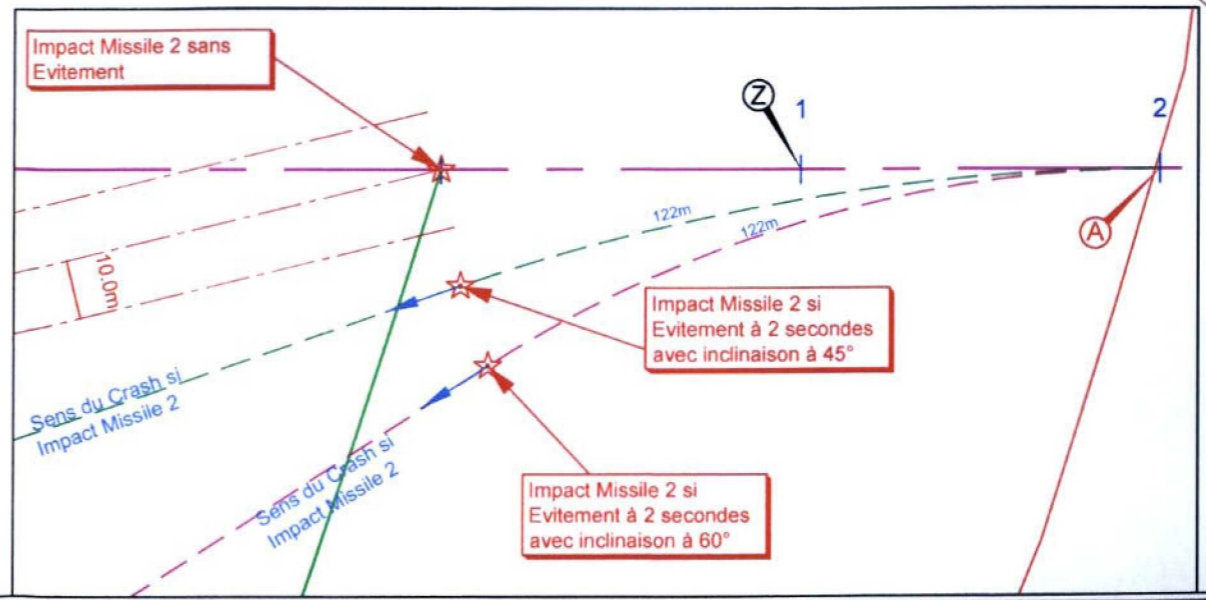 Impact Missile 2 sans
Evitement
Z
1
2
A
122m
122m
10.0m
Impact Missile 2 si
Evitement à 2 secondes
avec inclinaison à 45°
Sens du Crash si
Impact Missile 2
Sens du Crash si
Impact Missile 2
Impact Missile 2 si
Evitement à 2 secondes
avec inclinaison à 60°